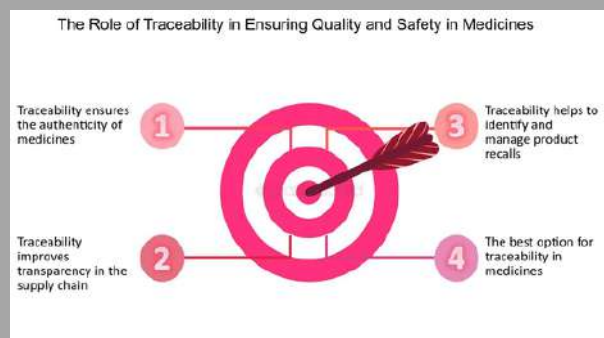 The Role of Traceability in Ensuring Quality and Safety in Medicines
Traceability ensures
the authenticity of
medicines
1
Traceability
improves
transparency in the
supply chain
2
3
Traceability helps to
identify and
manage product
recalls
4
The best option for
traceability in
medicines